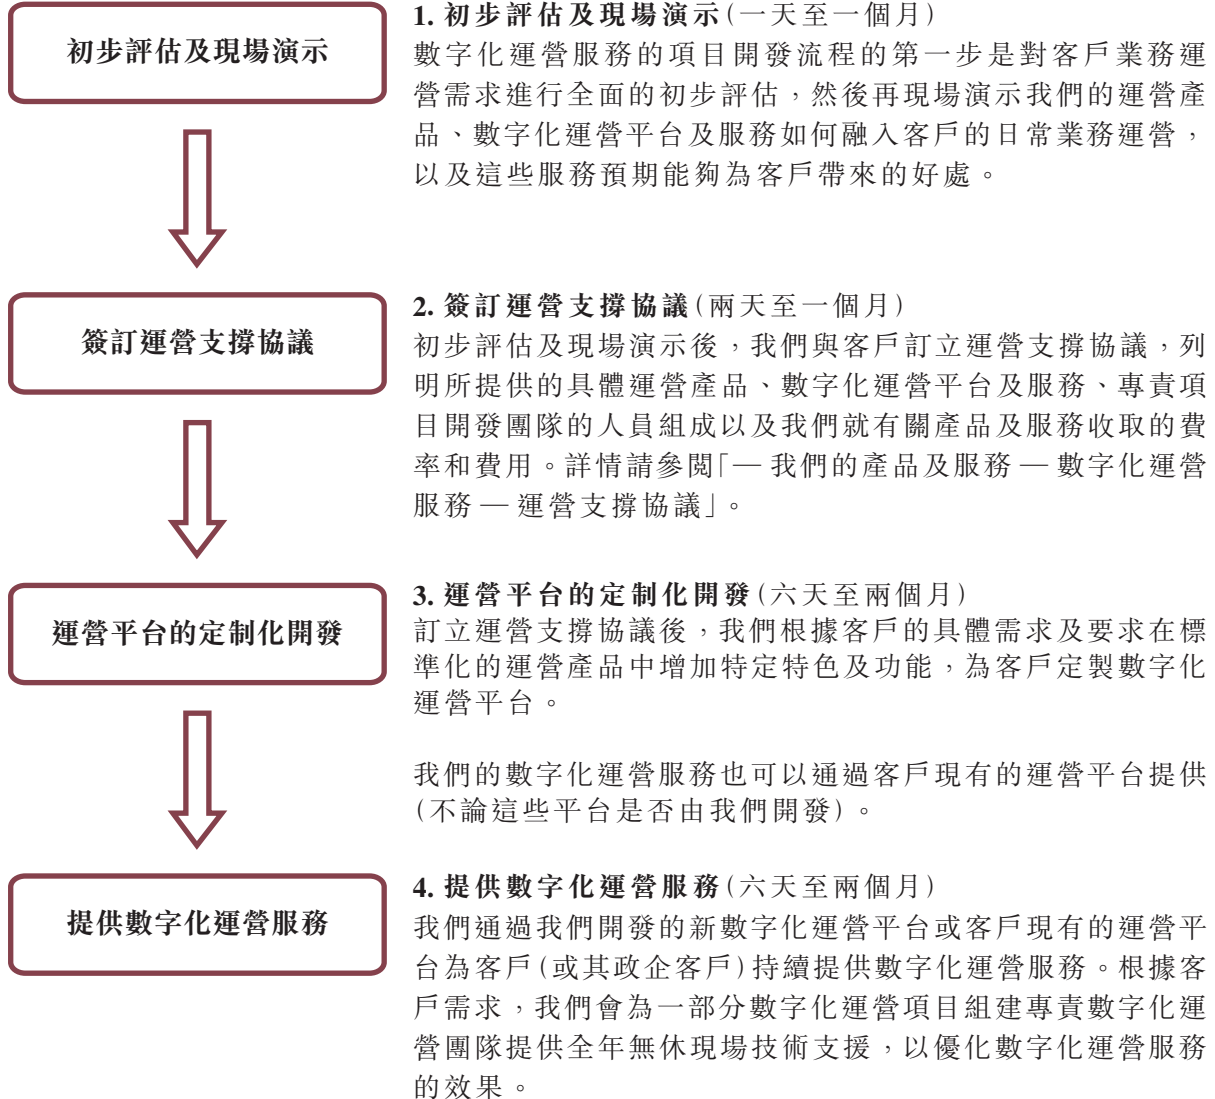 初步評估及現場演示
1. 初步評估及現場演示(一天至一個月)
數字化運營服務的項目開發流程的第一步是對客戶業務運
營需求進行全面的初步評估，然後再現場演示我們的運營產
品、數字化運營平台及服務如何融入客戶的日常業務運營，
以及這些服務預期能夠為客戶帶來的好處。
簽訂運營支撐協議
2. 簽訂運營支撐協議(兩天至一個月)
初步評估及現場演示後，我們與客戶訂立運營支撐協議，列
明所提供的具體運營產品、數字化運營平台及服務、專責項
目開發團隊的人員組成以及我們就有關產品及服務收取的費
率和費用。詳情請參閱「— 我們的產品及服務 — 數字化運營
服務 — 運營支撐協議」。
運營平台的定制化開發
3. 運營平台的定制化開發(六天至兩個月)
訂立運營支撐協議後，我們根據客戶的具體需求及要求在標
準化的運營產品中增加特定特色及功能，為客戶定製數字化
運營平台。
我們的數字化運營服務也可以通過客戶現有的運營平台提供
(不論這些平台是否由我們開發)。
提供數字化運營服務
4. 提供數字化運營服務(六天至兩個月)
我們通過我們開發的新數字化運營平台或客戶現有的運營平
台為客戶(或其政企客戶)持續提供數字化運營服務。根據客
戶需求，我們會為一部分數字化運營項目組建專責數字化運
營團隊提供全年無休現場技術支援，以優化數字化運營服務
的效果。